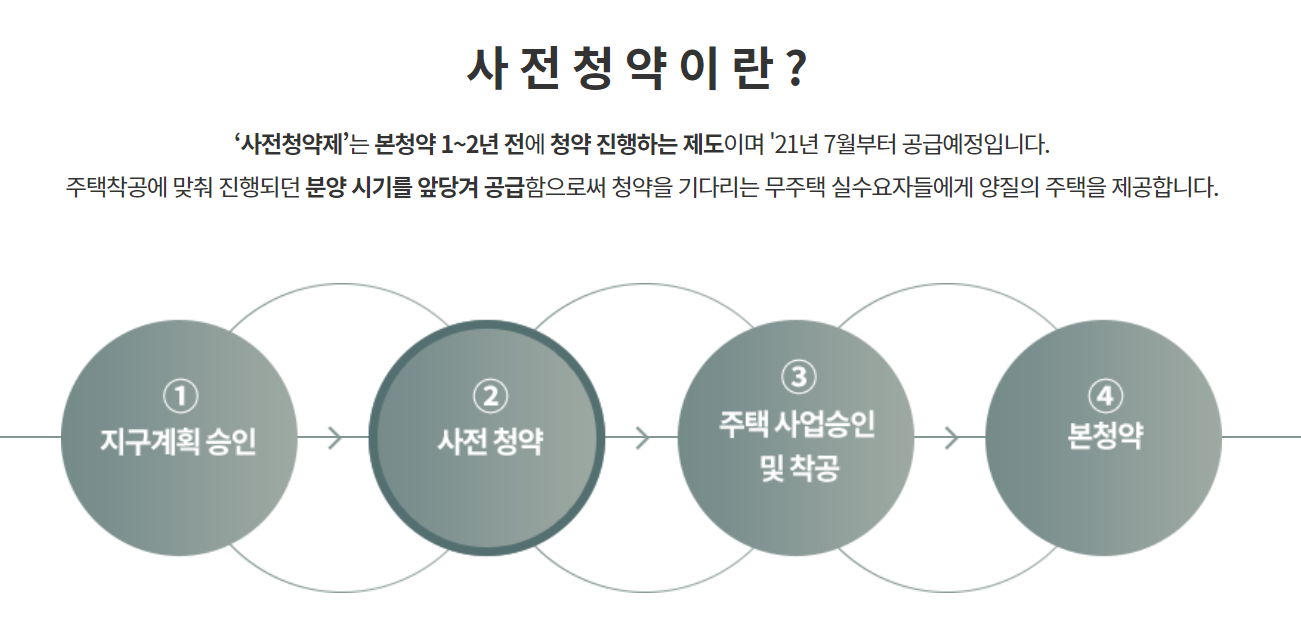 사전청약이란?
‘사전청약제’는 본청약 1~2년 전에 청약 진행하는 제도이며 '21년 7월부터 공급예정입니다.
주택착공에 맞춰 진행되던 분양 시기를 앞당겨 공급함으로써 청약을 기다리는 무주택 실수요자들에게 양질의 주택을 제공합니다.
①
지구계획 승인
②
사전 청약
③
주택 사업승인
및 착공
④
본청약